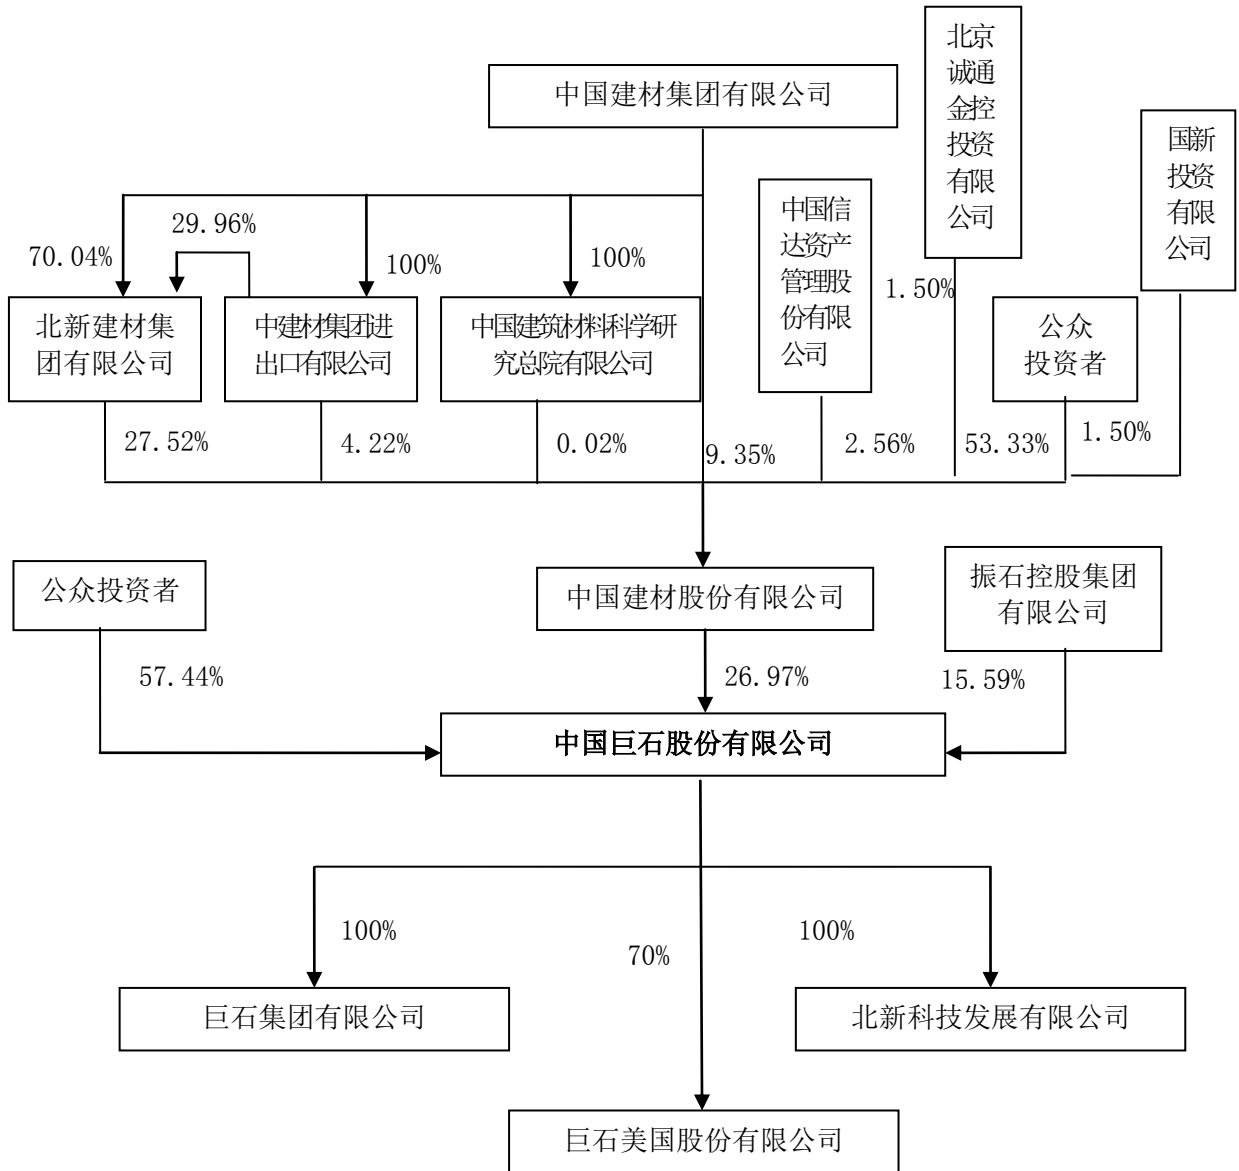 北京
诚通
金控
投资
有限
公司
中国建材集团有限公司
国新
投资
有限
公司
中国信
达资产
管理股
份有限
公司
29.96%
70.04%
100%
100%
1.50%
北新建材集
团有限公司
中建材集团进
出口有限公司
中国建筑材料科学研
究总院有限公司
公众
投资者
27.52%
4.22%
0.02%
9.35%
2.56%
53.33%
1.50%
公众投资者
中国建材股份有限公司
振石控股集团
有限公司
57.44%
26.97%
15.59%
中国巨石股份有限公司
100%
70%
100%
巨石集团有限公司
北新科技发展有限公司
巨石美国股份有限公司